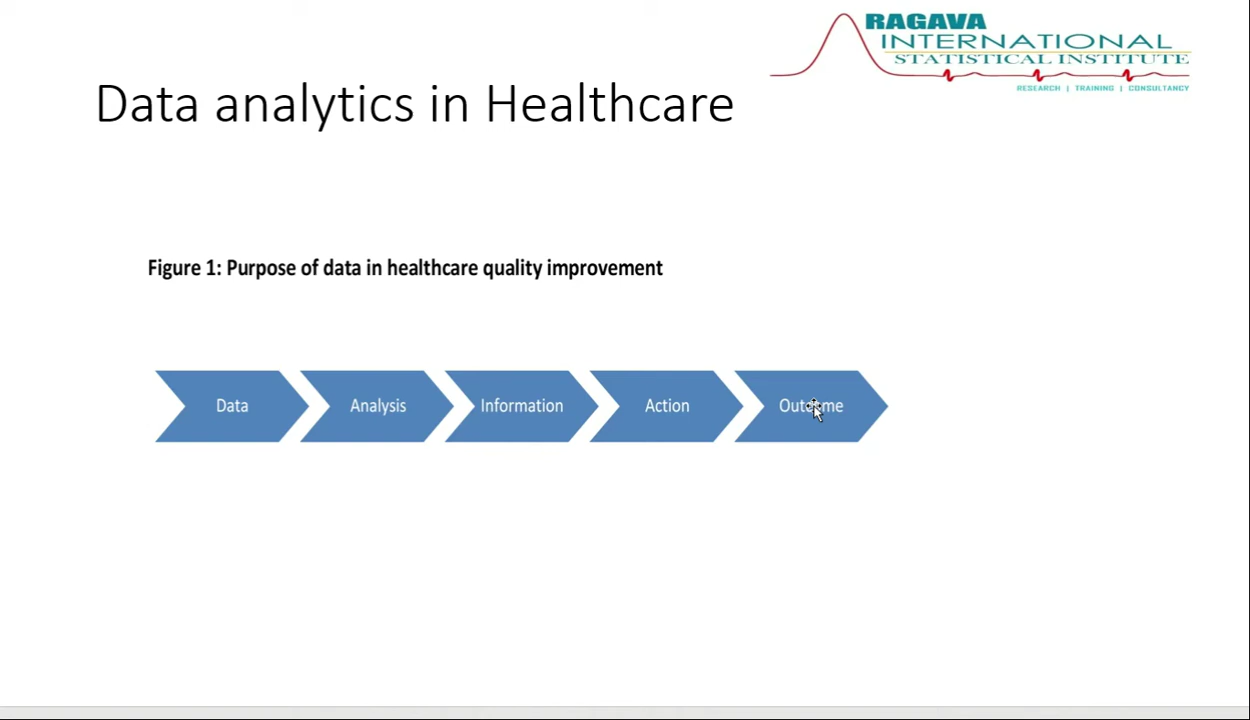 RAGAVA
INTERNATIONAL
STATISTICAL INSTITUTE
RESEARCH | TRAINING | CONSULTANCY
Data analytics in Healthcare
Figure 1: Purpose of data in healthcare quality improvement
Data
Analysis
Information
Action
Outcome